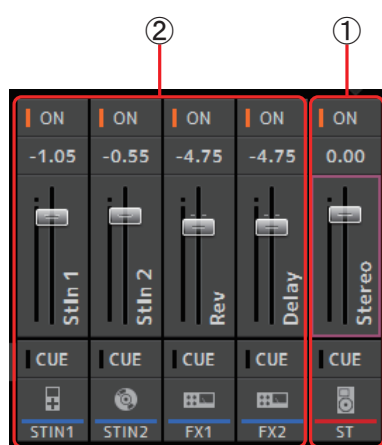 ② ①
ON ON ON ON ON
-1.05 -0.55 -4.75 -4.75 0.00
StIn 1 StIn 2 Rev Delay Stereo
CUE CUE CUE CUE CUE
STIN1 STIN2 FX1 FX2 ST